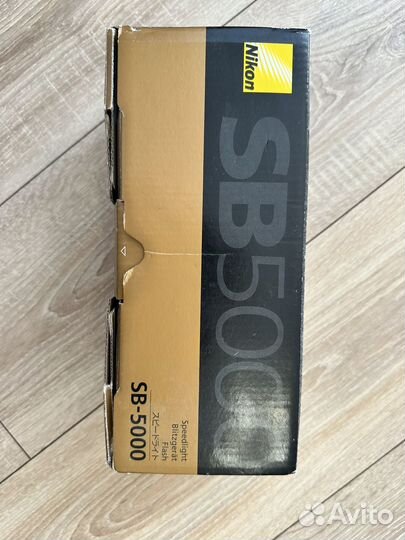 Nikon
SB5000
SB-5000
Speedlight
Blitzgerät
Flash
スピードライト
Avito